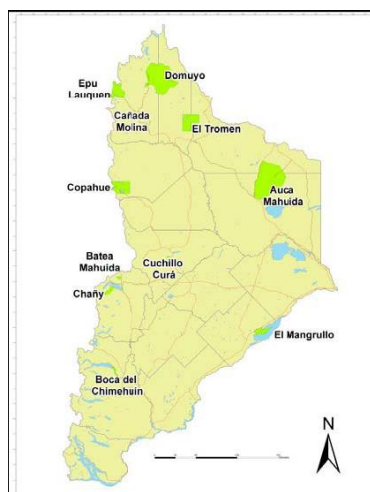 Domuyo
Epu
Lauquen
Cañada
Molina
El Tromen
Copahue
Auca
Mahuida
Batea
Mahuida
Cuchillo
Curá
Chañy
El Mangrullo
Boca del
Chimehuin
N